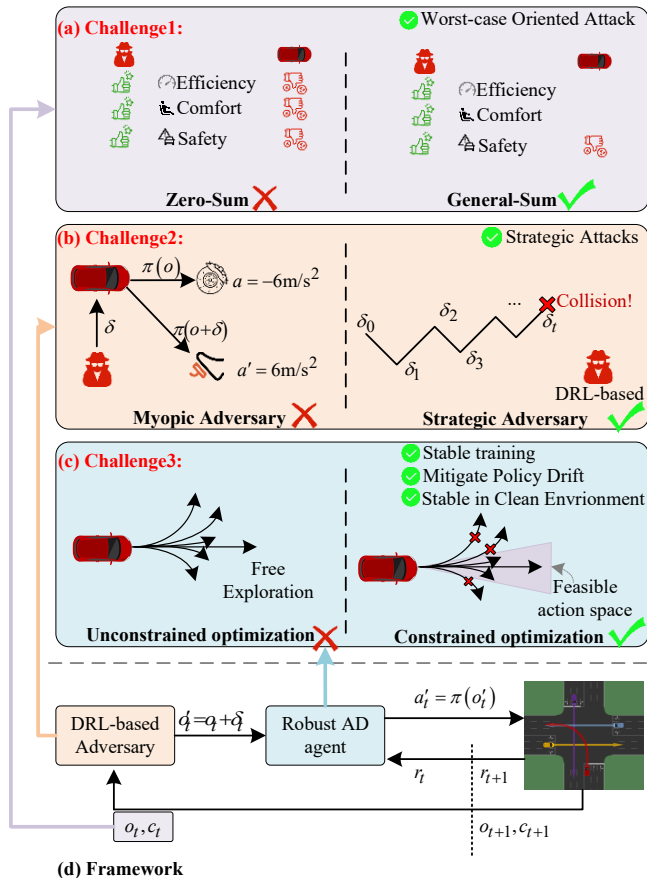 (a) Challenge1:
Worst-case Oriented Attack
Efficiency
Comfort
Safety
Zero-Sum
Efficiency
Comfort
Safety
General-Sum
(b) Challenge2:
Strategic Attacks
π(o)
a = −6m/s²
δ
π(o+δ)
a′ = 6m/s²
Myopic Adversary
δ₀
δ₁
δ₂
δ₃
...
δₜ
Collision!
DRL-based
Strategic Adversary
(c) Challenge3:
Stable training
Mitigate Policy Drift
Stable in Clean Envrionment
Free
Exploration
Unconstrained optimization
Feasible
action space
Constrained optimization
DRL-based
Adversary
o′ₜ=oₜ+δₜ
Robust AD
agent
a′ₜ = π(o′ₜ)
rₜ
rₜ₊₁
oₜ, cₜ
oₜ₊₁, cₜ₊₁
(d) Framework